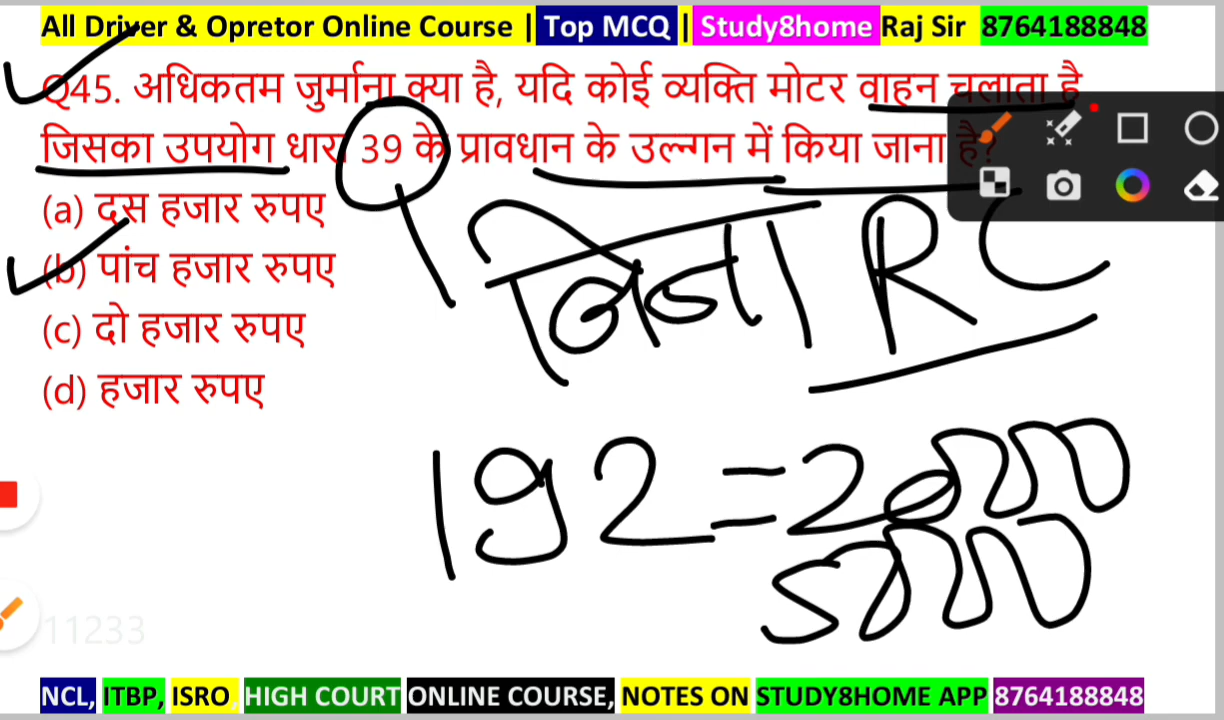 All Driver & Opretor Online Course | Top MCQ | Study8home Raj Sir 8764188848
Q45. अधिकतम जुर्माना क्या है, यदि कोई व्यक्ति मोटर वाहन चलाता है
जिसका उपयोग धारा 39 के प्रावधान के उल्लगन में किया जाना है?
(a) दस हजार रुपए
(b) पांच हजार रुपए
(c) दो हजार रुपए
(d) हजार रुपए
बिना RC
192 = 2000
5000
11233
NCL, ITBP, ISRO, HIGH COURT ONLINE COURSE, NOTES ON STUDY8HOME APP 8764188848